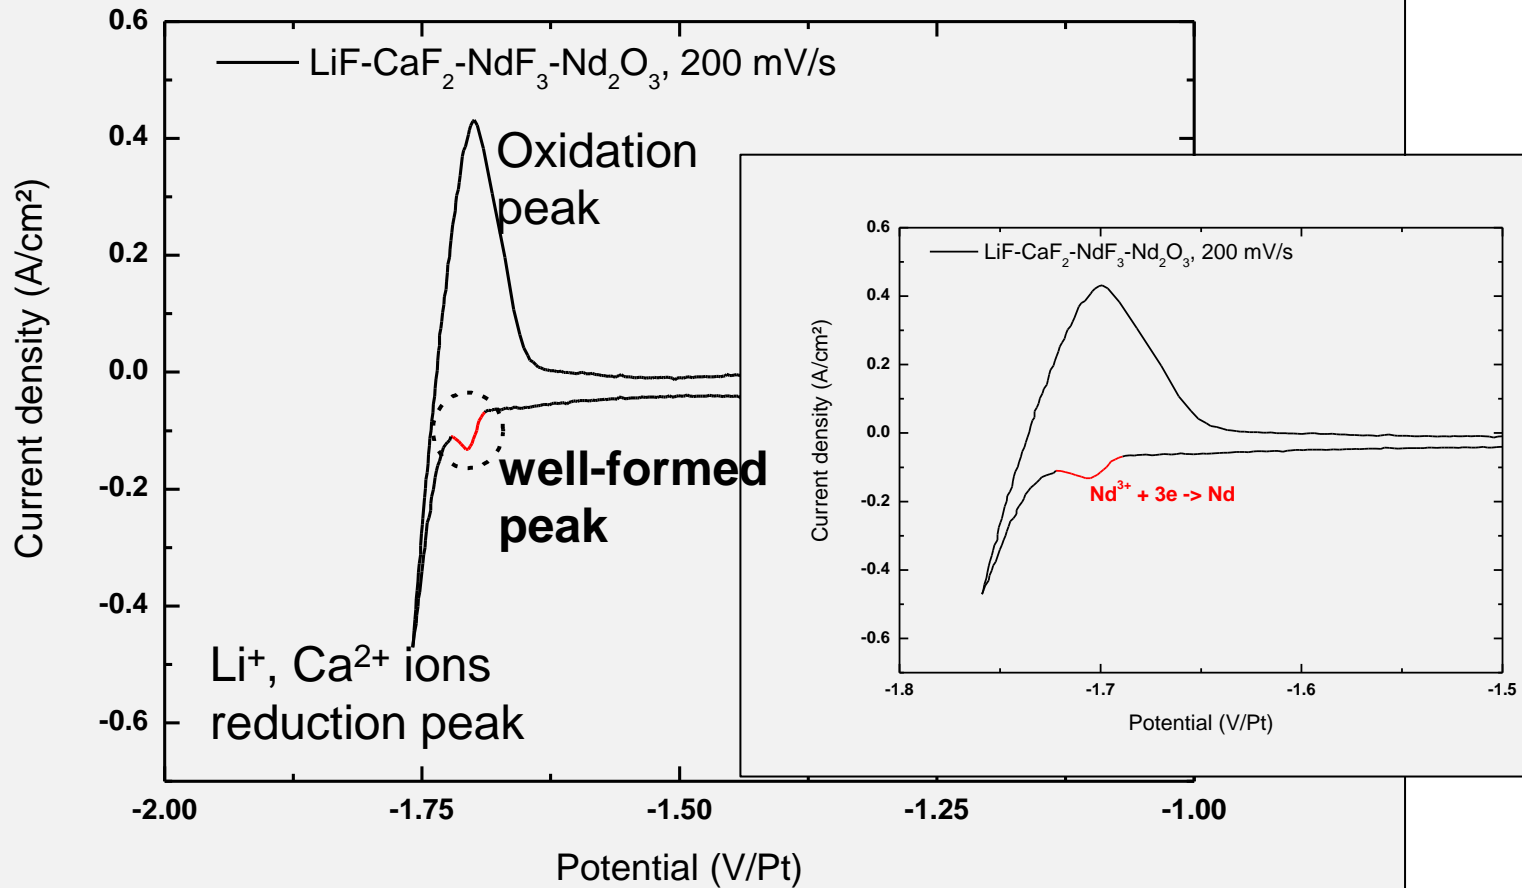 LiF-CaF₂-NdF₃-Nd₂O₃, 200 mV/s
Oxidation
peak
well-formed
peak
Li⁺, Ca²⁺ ions
reduction peak
Current density (A/cm²)
0.6
0.4
0.2
0.0
-0.2
-0.4
-0.6
-2.00 -1.75 -1.50 -1.25 -1.00
Potential (V/Pt)
LiF-CaF₂-NdF₃-Nd₂O₃, 200 mV/s
Nd³⁺ + 3e -> Nd
Current density (A/cm²)
0.6
0.4
0.2
0.0
-0.2
-0.4
-0.6
-1.8 -1.7 -1.6 -1.5
Potential (V/Pt)